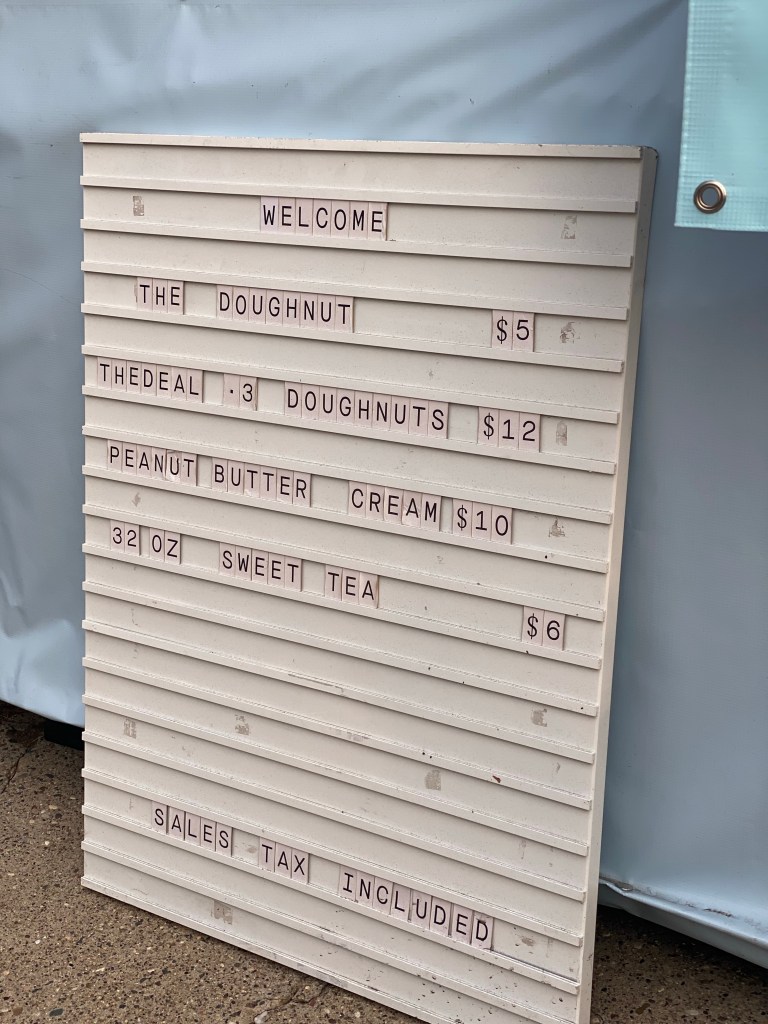 WELCOME
THE DOUGHNUT $5
THEDEAL ·3 DOUGHNUTS $12
PEANUT BUTTER CREAM $10
32 OZ SWEET TEA $6
SALES TAX INCLUDED